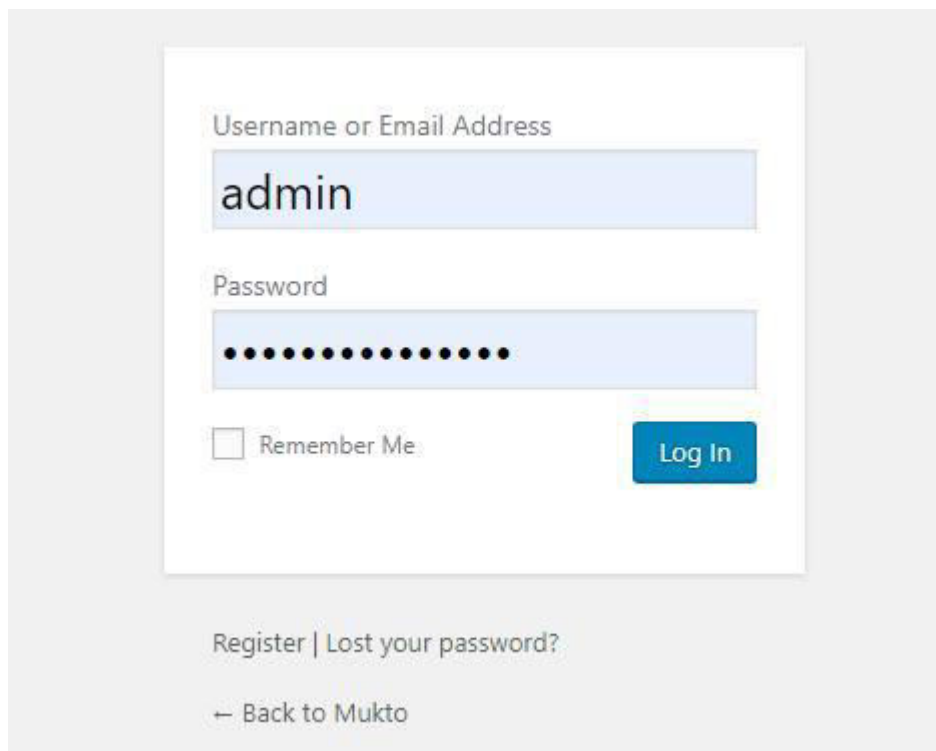 Username or Email Address
admin
Password
•••••••••••••••
Remember Me
Log In
Register | Lost your password?
← Back to Mukto